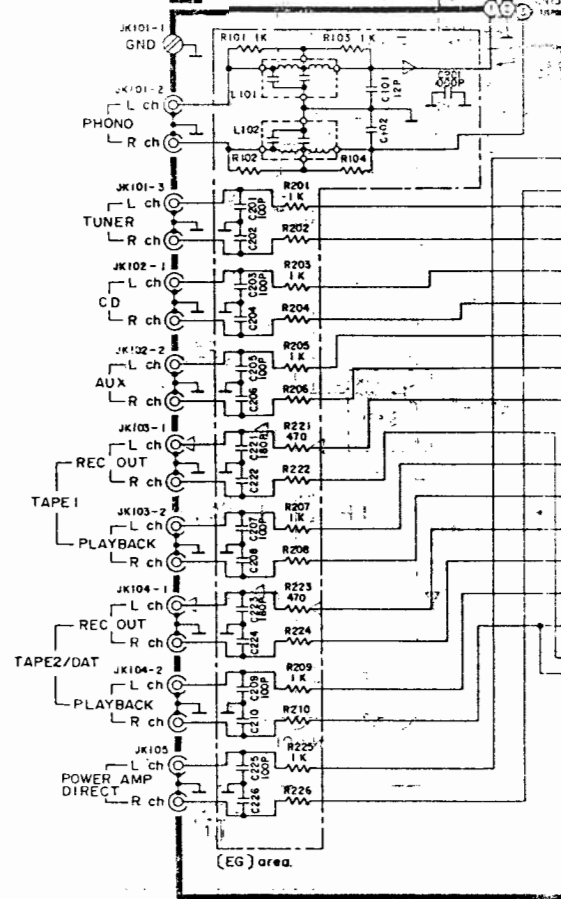 1 2 3
JK101-1
GND
R101 1K R103 1K
JK101-2
L ch
PHONO
R ch
L101
C101
12P
L102
C102
R102 R104
JK101-3
L ch
TUNER
R ch
C201
100P
C202
R201
1K
R202
JK102-1
L ch
CD
R ch
C203
100P
C204
R203
1K
R204
JK102-2
L ch
AUX
R ch
C205
100P
C206
R205
1K
R206
JK103-1
L ch
REC OUT
R ch
C221
180P
C222
R221
470
R222
TAPE1
JK103-2
L ch
PLAYBACK
R ch
C207
100P
C208
R207
1K
R208
JK104-1
L ch
REC OUT
R ch
C223
180P
C224
R223
470
R224
TAPE2/DAT
JK104-2
L ch
PLAYBACK
R ch
C209
100P
C210
R209
1K
R210
JK105
L ch
POWER AMP
DIRECT
R ch
C225
100P
C226
R225
1K
R226
(EG) area.